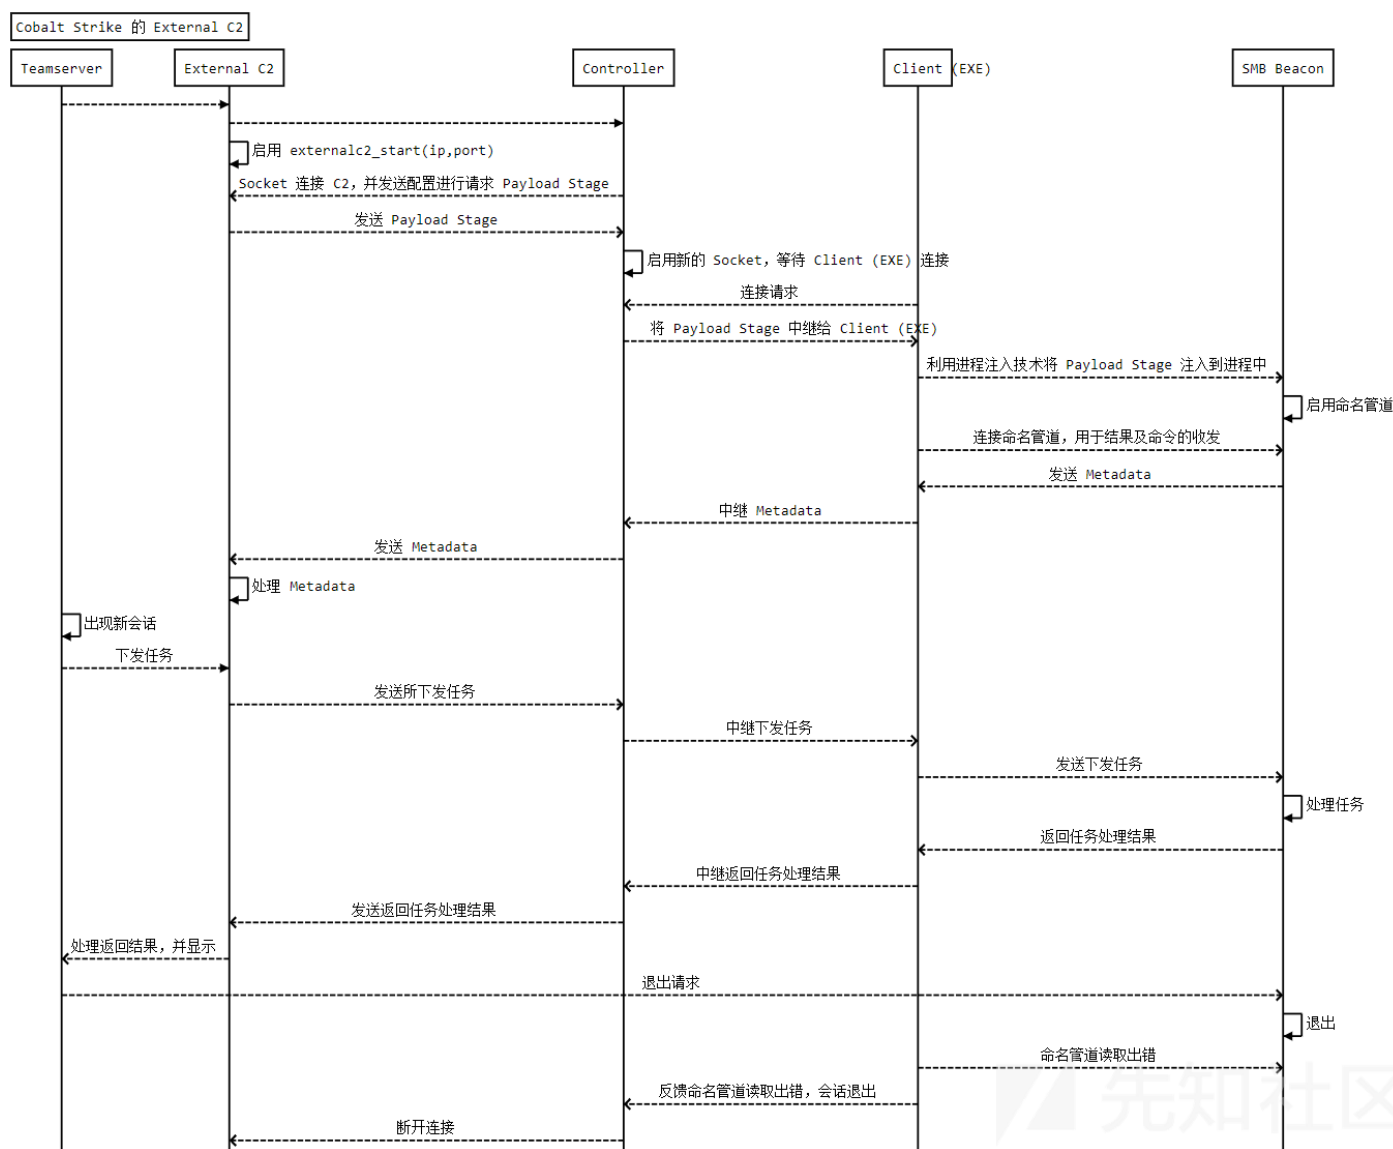 Cobalt Strike 的 External C2
Teamserver
External C2
Controller
Client (EXE)
SMB Beacon
启用 externalc2_start(ip,port)
Socket 连接 C2，并发送配置进行请求 Payload Stage
发送 Payload Stage
启用新的 Socket，等待 Client (EXE) 连接
连接请求
将 Payload Stage 中继给 Client (EXE)
利用进程注入技术将 Payload Stage 注入到进程中
启用命名管道
连接命名管道，用于结果及命令的收发
发送 Metadata
中继 Metadata
发送 Metadata
处理 Metadata
出现新会话
下发任务
发送所下发任务
中继下发任务
发送下发任务
处理任务
返回任务处理结果
中继返回任务处理结果
发送返回任务处理结果
处理返回结果，并显示
退出请求
退出
命名管道读取出错
反馈命名管道读取出错，会话退出
断开连接
先知社区